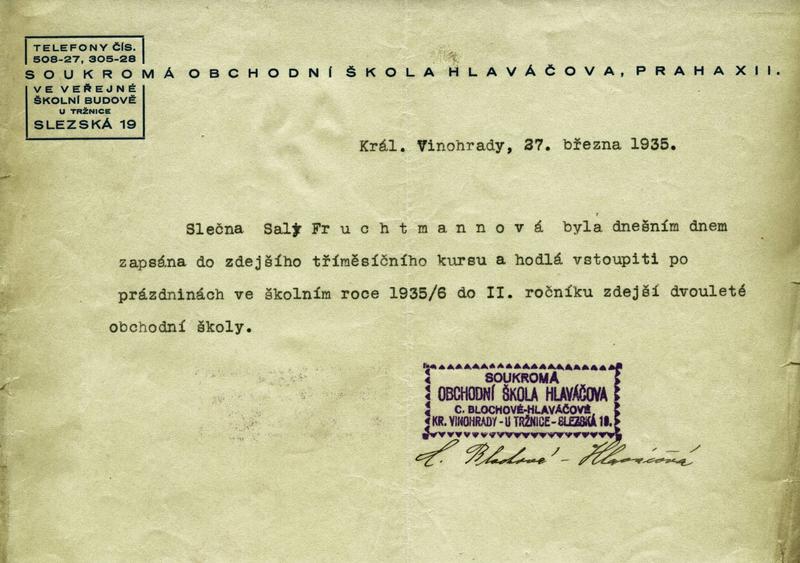 TELEFONY ČÍS.
508-27, 305-28
SOUKROMÁ OBCHODNÍ ŠKOLA HLAVÁČOVA, PRAHA XII.
VE VEŘEJNÉ
ŠKOLNÍ BUDOVĚ
U TRŽNICE
SLEZSKÁ 19
Král. Vinohrady, 27. března 1935.
Slečna Saly Fruchtmannová byla dnešním dnem
zapsána do zdejšího tříměsíčního kursu a hodlá vstoupiti po
prázdninách ve školním roce 1935/6 do II. ročníku zdejší dvouleté
obchodní školy.
SOUKROMÁ
OBCHODNÍ ŠKOLA HLAVÁČOVA
C. BLOCHOVÉ-HLAVÁČOVÉ
KR. VINOHRADY - U TRŽNICE - SLEZSKÁ 19.
C. Blochová - Hlaváčová